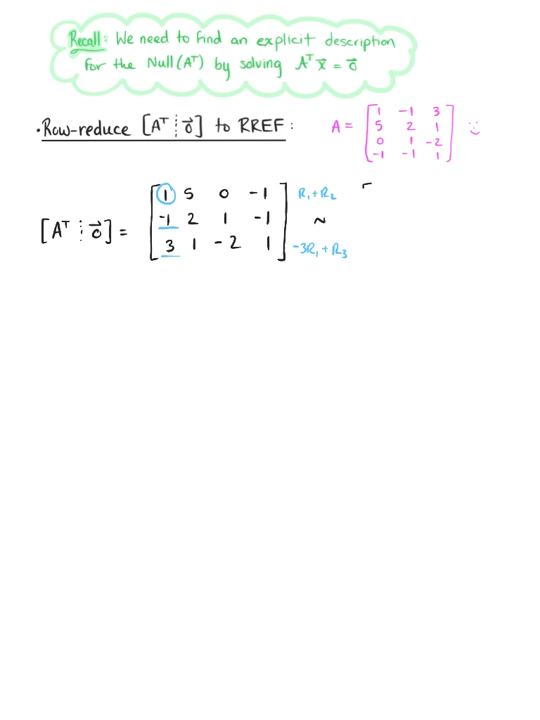 Recall: We need to find an explicit description
for the Null(Aᵀ) by solving Aᵀx⃗ = 0⃗
• Row-reduce [Aᵀ ⋮ 0⃗] to RREF:
A = [1 -1 3
5 2 1
0 1 -2
-1 -1 1]
[Aᵀ ⋮ 0⃗] = [1 5 0 -1
-1 2 1 -1
3 1 -2 1]
R₁+R₂
~
-3R₁+R₃